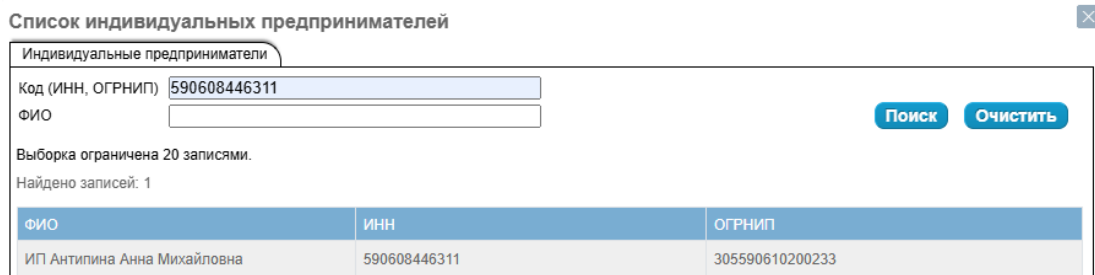 Список индивидуальных предпринимателей
Индивидуальные предприниматели
Код (ИНН, ОГРНИП) 590608446311
ФИО
Поиск Очистить
Выборка ограничена 20 записями.
Найдено записей: 1
ФИО ИНН ОГРНИП
ИП Антипина Анна Михайловна 590608446311 305590610200233